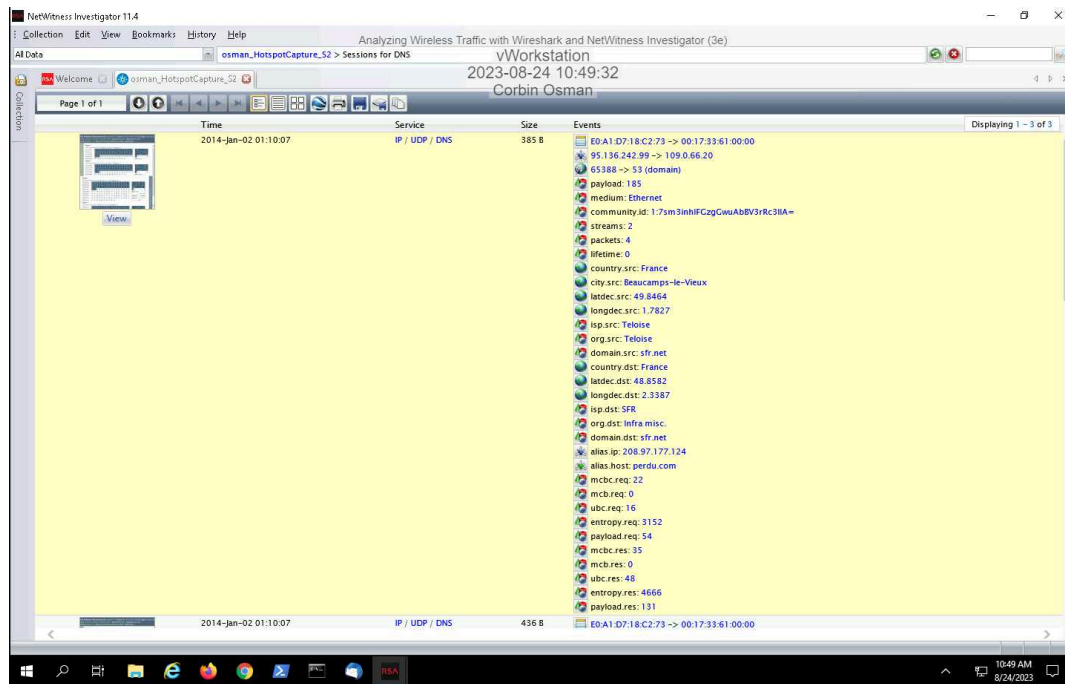 NetWitness Investigator 11.4
Collection Edit View Bookmarks History Help
Analyzing Wireless Traffic with Wireshark and NetWitness Investigator (3e)
All Data
osman_HotspotCapture_S2 > Sessions for DNS
vWorkstation
2023-08-24 10:49:32
Corbin Osman
RSA Welcome
osman_HotspotCapture_S2
Collection
Page 1 of 1
Time Service Size Events Displaying 1 - 3 of 3
2014-Jan-02 01:10:07 IP / UDP / DNS 385 B E0:A1:D7:18:C2:73 -> 00:17:33:61:00:00
95.136.242.99 -> 109.0.66.20
65388 -> 53 (domain)
payload: 185
View
medium: Ethernet
streams: 2
packets: 4
lifetime: 0
country.src: France
city.src: Beaucamps-le-Vieux
latdec.src: 49.8464
longdec.src: 1.7827
isp.src: Teloise
org.src: Teloise
domain.src: sfr.net
country.dst: France
latdec.dst: 48.8582
longdec.dst: 2.3387
isp.dst: SFR
org.dst: Infra misc.
domain.dst: sfr.net
alias.ip: 208.97.177.124
alias.host: perdu.com
mcbc.req: 22
mcb.req: 0
ubc.req: 16
entropy.req: 3152
payload.req: 54
mcbc.res: 35
mcb.res: 0
ubc.res: 48
entropy.res: 4666
payload.res: 131
2014-Jan-02 01:10:07 IP / UDP / DNS 436 B E0:A1:D7:18:C2:73 -> 00:17:33:61:00:00
RSA
10:49 AM
8/24/2023